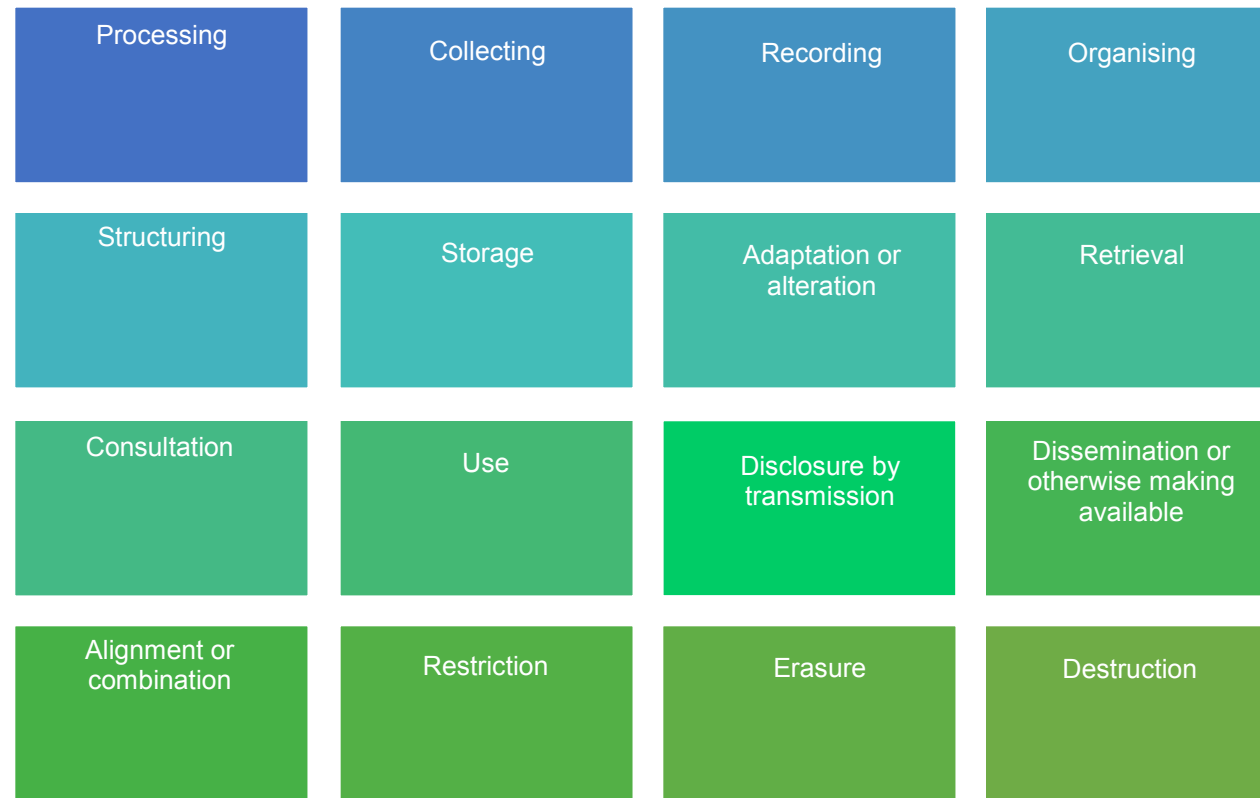 Processing
Collecting
Recording
Organising
Structuring
Storage
Adaptation or
alteration
Retrieval
Consultation
Use
Disclosure by
transmission
Dissemination or
otherwise making
available
Alignment or
combination
Restriction
Erasure
Destruction